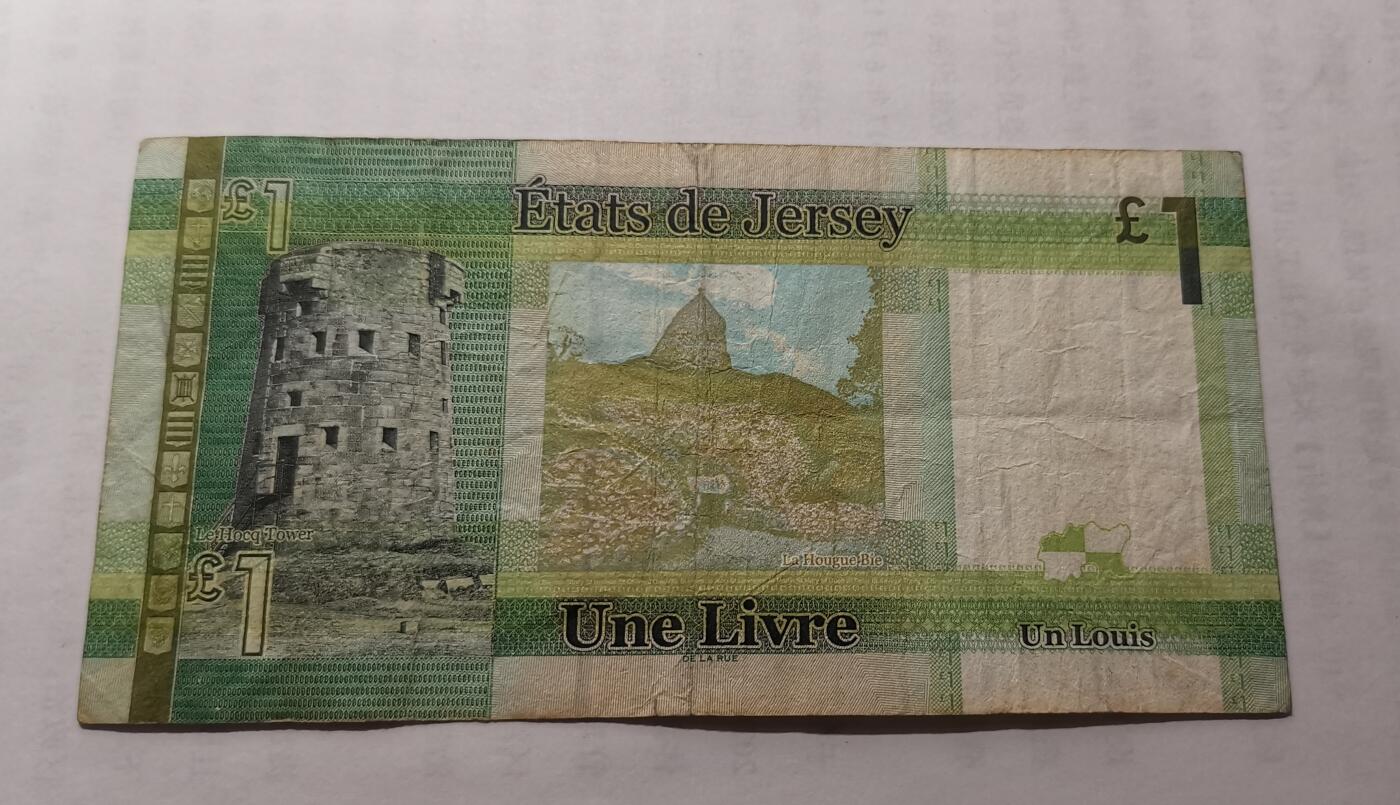 £1
États de Jersey
£1
Le Hocq Tower
La Hougue Bie
£1
Une Livre
Un Louis
DE LA RUE